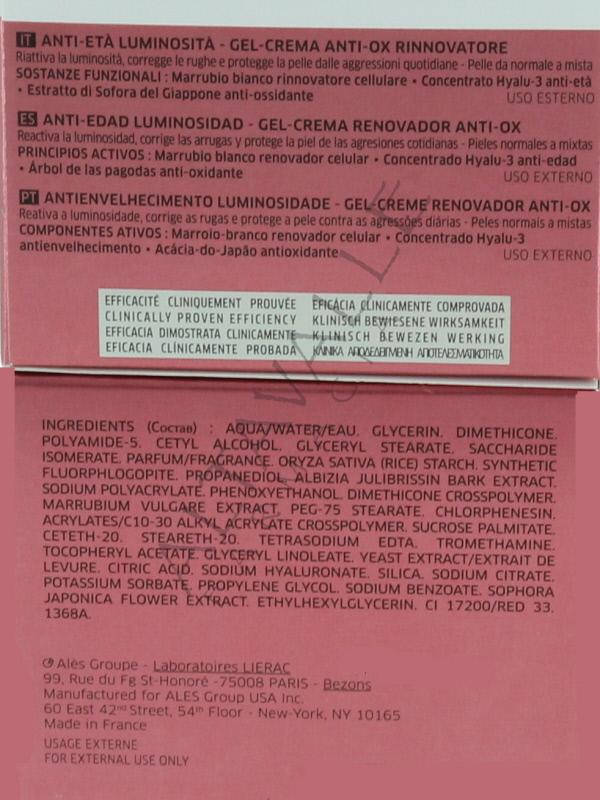 IT ANTI-ETÀ LUMINOSITÀ - GEL-CREMA ANTI-OX RINNOVATORE
Riattiva la luminosità, corregge le rughe e protegge la pelle dalle aggressioni quotidiane - Pelle da normale a mista
SOSTANZE FUNZIONALI : Marrubio bianco rinnovatore cellulare • Concentrato Hyalu-3 anti-età
• Estratto di Sofora del Giappone anti-ossidante USO ESTERNO
ES ANTI-EDAD LUMINOSIDAD - GEL-CREMA RENOVADOR ANTI-OX
Reactiva la luminosidad, corrige las arrugas y protege la piel de las agresiones cotidianas - Pieles normales a mixtas
PRINCIPIOS ACTIVOS : Marrubio blanco renovador celular • Concentrado Hyalu-3 anti-edad
• Árbol de las pagodas anti-oxidante USO EXTERNO
PT ANTIENVELHECIMENTO LUMINOSIDADE - GEL-CREME RENOVADOR ANTI-OX
Reativa a luminosidade, corrige as rugas e protege a pele contra as agressões diárias - Peles normais a mistas
COMPONENTES ATIVOS : Marroio-branco renovador celular • Concentrado Hyalu-3
antienvelhecimento • Acácia-do-Japão antioxidante USO EXTERNO
EFFICACITÉ CLINIQUEMENT PROUVÉE EFICÁCIA CLINICAMENTE COMPROVADA
CLINICALLY PROVEN EFFICIENCY KLINISCH BEWIESENE WIRKSAMKEIT
EFFICACIA DIMOSTRATA CLINICAMENTE KLINISCH BEWEZEN WERKING
EFICACIA CLÍNICAMENTE PROBADA ΚΛΙΝΙΚΑ ΑΠΟΔΕΔΕΙΓΜΕΝΗ ΑΠΟΤΕΛΕΣΜΑΤΙΚΟΤΗΤΑ
INGREDIENTS (Состав) : AQUA/WATER/EAU. GLYCERIN. DIMETHICONE.
POLYAMIDE-5. CETYL ALCOHOL. GLYCERYL STEARATE. SACCHARIDE
ISOMERATE. PARFUM/FRAGRANCE. ORYZA SATIVA (RICE) STARCH. SYNTHETIC
FLUORPHLOGOPITE. PROPANEDIOL. ALBIZIA JULIBRISSIN BARK EXTRACT.
SODIUM POLYACRYLATE. PHENOXYETHANOL. DIMETHICONE CROSSPOLYMER.
MARRUBIUM VULGARE EXTRACT. PEG-75 STEARATE. CHLORPHENESIN.
ACRYLATES/C10-30 ALKYL ACRYLATE CROSSPOLYMER. SUCROSE PALMITATE.
CETETH-20. STEARETH-20. TETRASODIUM EDTA. TROMETHAMINE.
TOCOPHERYL ACETATE. GLYCERYL LINOLEATE. YEAST EXTRACT/EXTRAIT DE
LEVURE. CITRIC ACID. SODIUM HYALURONATE. SILICA. SODIUM CITRATE.
POTASSIUM SORBATE. PROPYLENE GLYCOL. SODIUM BENZOATE. SOPHORA
JAPONICA FLOWER EXTRACT. ETHYLHEXYLGLYCERIN. CI 17200/RED 33.
1368A.
Alès Groupe - Laboratoires LIERAC
99, Rue du Fg St-Honoré -75008 PARIS - Bezons
Manufactured for ALES Group USA Inc.
60 East 42nd Street, 54th Floor - New-York, NY 10165
Made in France
USAGE EXTERNE
FOR EXTERNAL USE ONLY